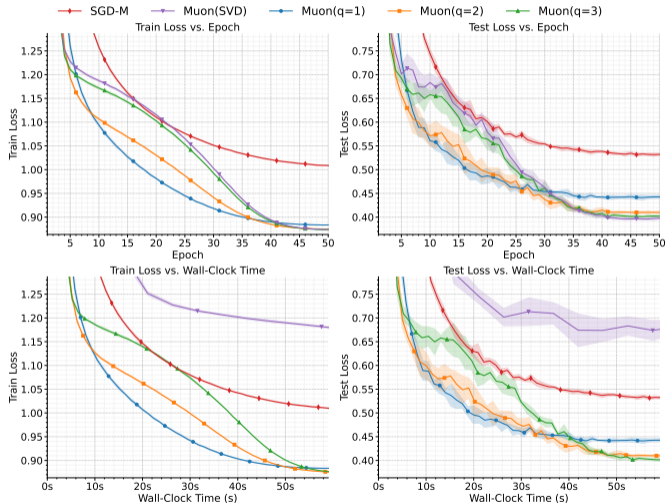 SGD-M Muon(SVD) Muon(q=1) Muon(q=2) Muon(q=3)
Train Loss vs. Epoch
Train Loss
1.25
1.20
1.15
1.10
1.05
1.00
0.95
0.90
5 10 15 20 25 30 35 40 45 50
Epoch
Test Loss vs. Epoch
Test Loss
0.75
0.70
0.65
0.60
0.55
0.50
0.45
0.40
5 10 15 20 25 30 35 40 45 50
Epoch
Train Loss vs. Wall-Clock Time
Train Loss
1.25
1.20
1.15
1.10
1.05
1.00
0.95
0.90
0s 10s 20s 30s 40s 50s
Wall-Clock Time (s)
Test Loss vs. Wall-Clock Time
Test Loss
0.75
0.70
0.65
0.60
0.55
0.50
0.45
0.40
0s 10s 20s 30s 40s 50s
Wall-Clock Time (s)